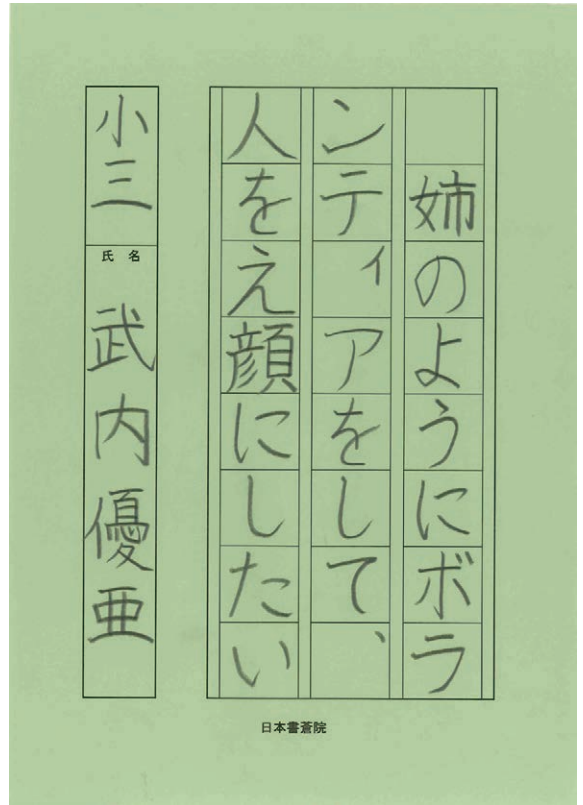 姉のようにボラ
ンティアをして、
人をえ顔にしたい
小三
氏名
武内優亜
日本書蒼院